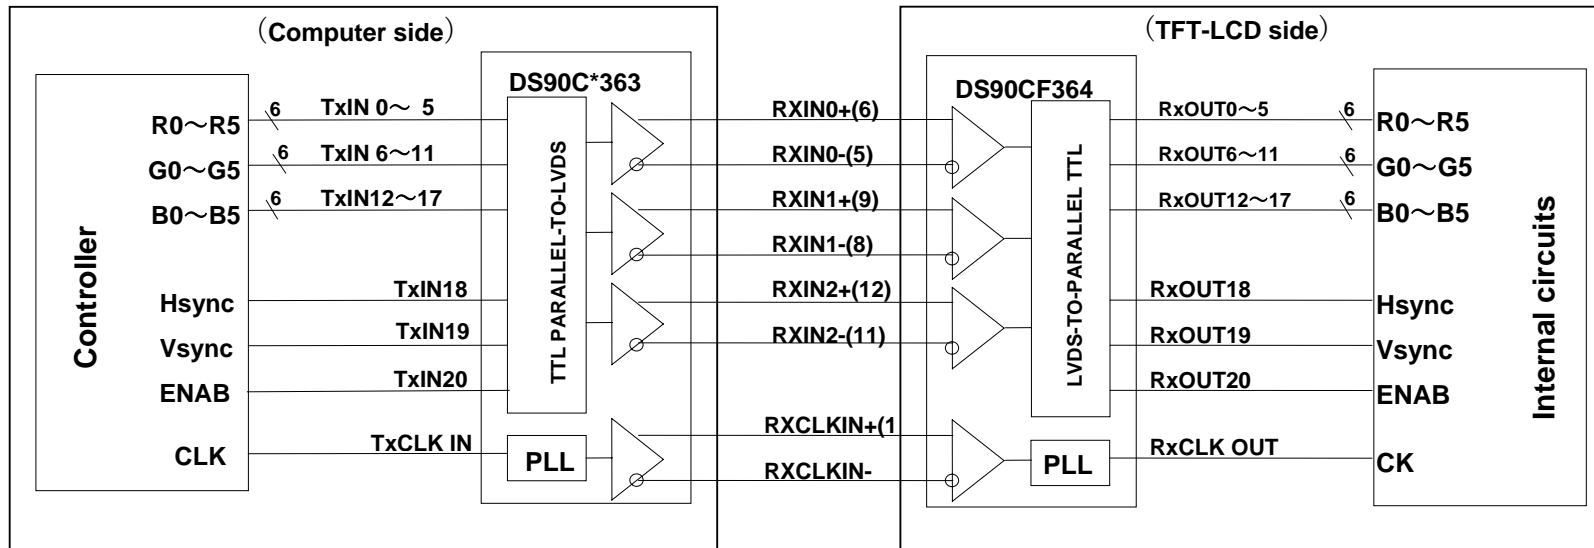 （Computer side）
DS90C*363
Controller
R0～R5
G0～G5
B0～B5
Hsync
Vsync
ENAB
CLK
6
6
6
TxIN 0～ 5
TxIN 6～11
TxIN12～17
TxIN18
TxIN19
TxIN20
TxCLK IN
TTL PARALLEL-TO-LVDS
PLL
RXIN0+(6)
RXIN0-(5)
RXIN1+(9)
RXIN1-(8)
RXIN2+(12)
RXIN2-(11)
RXCLKIN+(1
RXCLKIN-
（TFT-LCD side）
DS90CF364
LVDS-TO-PARALLEL TTL
PLL
RxOUT0～5
RxOUT6～11
RxOUT12～17
RxOUT18
RxOUT19
RxOUT20
RxCLK OUT
6
6
6
R0～R5
G0～G5
B0～B5
Hsync
Vsync
ENAB
CK
Internal circuits